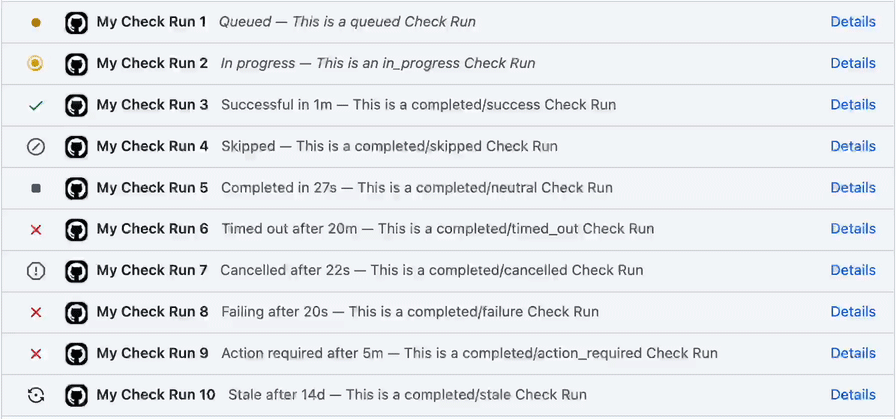 My Check Run 1 Queued — This is a queued Check Run Details
My Check Run 2 In progress — This is an in_progress Check Run Details
My Check Run 3 Successful in 1m — This is a completed/success Check Run Details
My Check Run 4 Skipped — This is a completed/skipped Check Run Details
My Check Run 5 Completed in 27s — This is a completed/neutral Check Run Details
My Check Run 6 Timed out after 20m — This is a completed/timed_out Check Run Details
My Check Run 7 Cancelled after 22s — This is a completed/cancelled Check Run Details
My Check Run 8 Failing after 20s — This is a completed/failure Check Run Details
My Check Run 9 Action required after 5m — This is a completed/action_required Check Run Details
My Check Run 10 Stale after 14d — This is a completed/stale Check Run Details